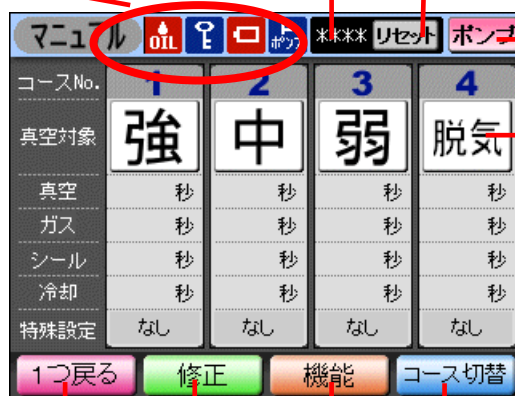 マニュアル OIL ポンプ **** リセット ポンプ
コースNo. 1 2 3 4
真空対象 強 中 弱 脱気
真空 秒 秒 秒 秒
ガス 秒 秒 秒 秒
シール 秒 秒 秒 秒
冷却 秒 秒 秒 秒
特殊設定 なし なし なし なし
1つ戻る 修正 機能 コース切替